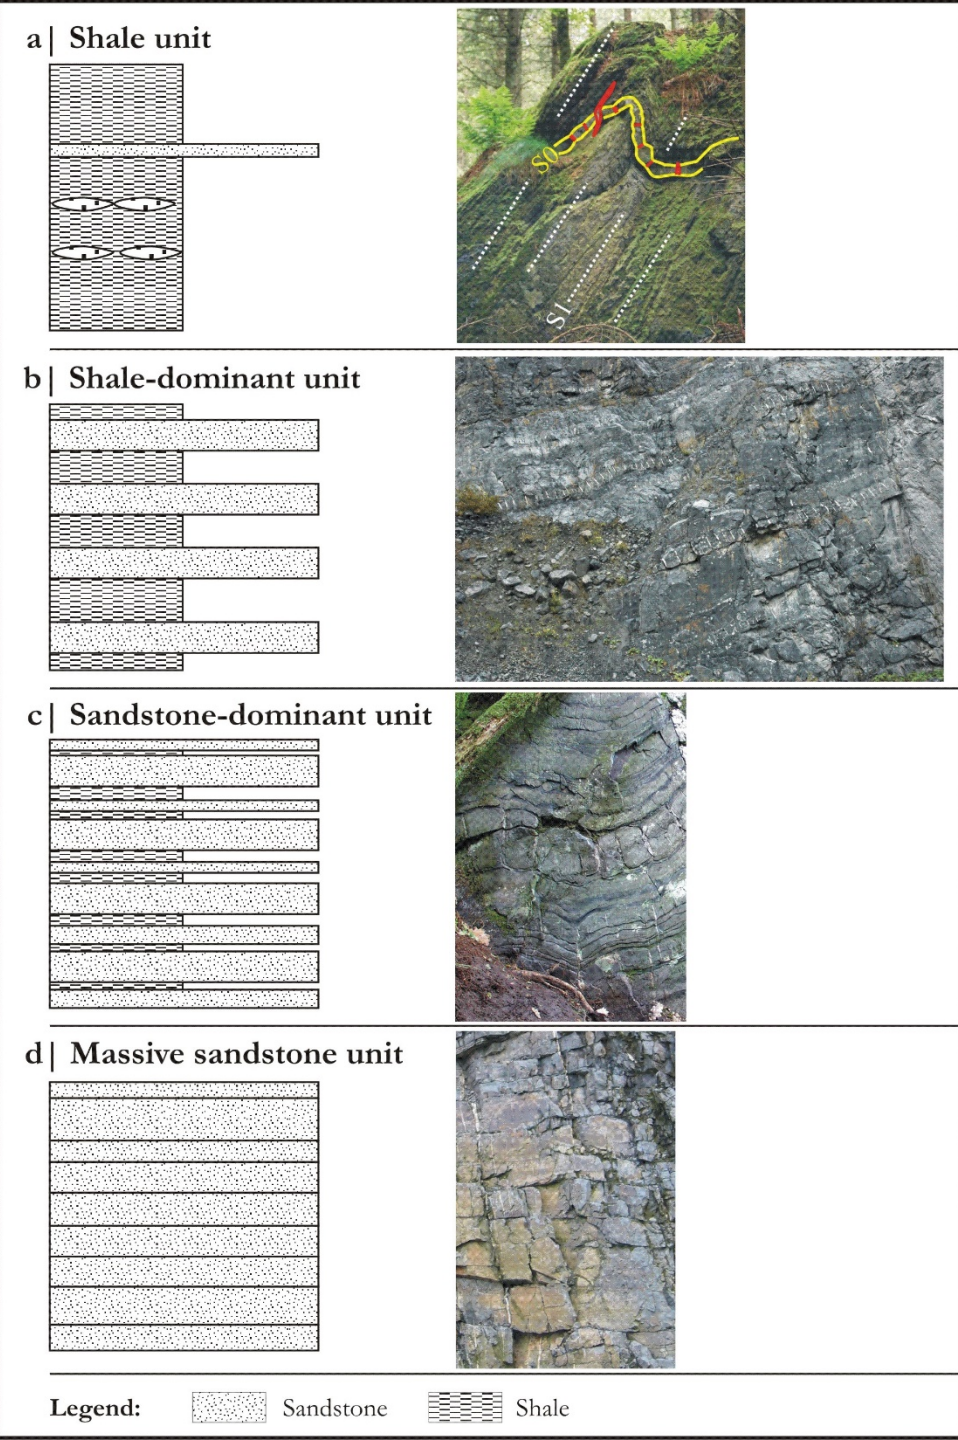 a| Shale unit
S0
S1
b| Shale-dominant unit
c| Sandstone-dominant unit
d| Massive sandstone unit
Legend: Sandstone Shale